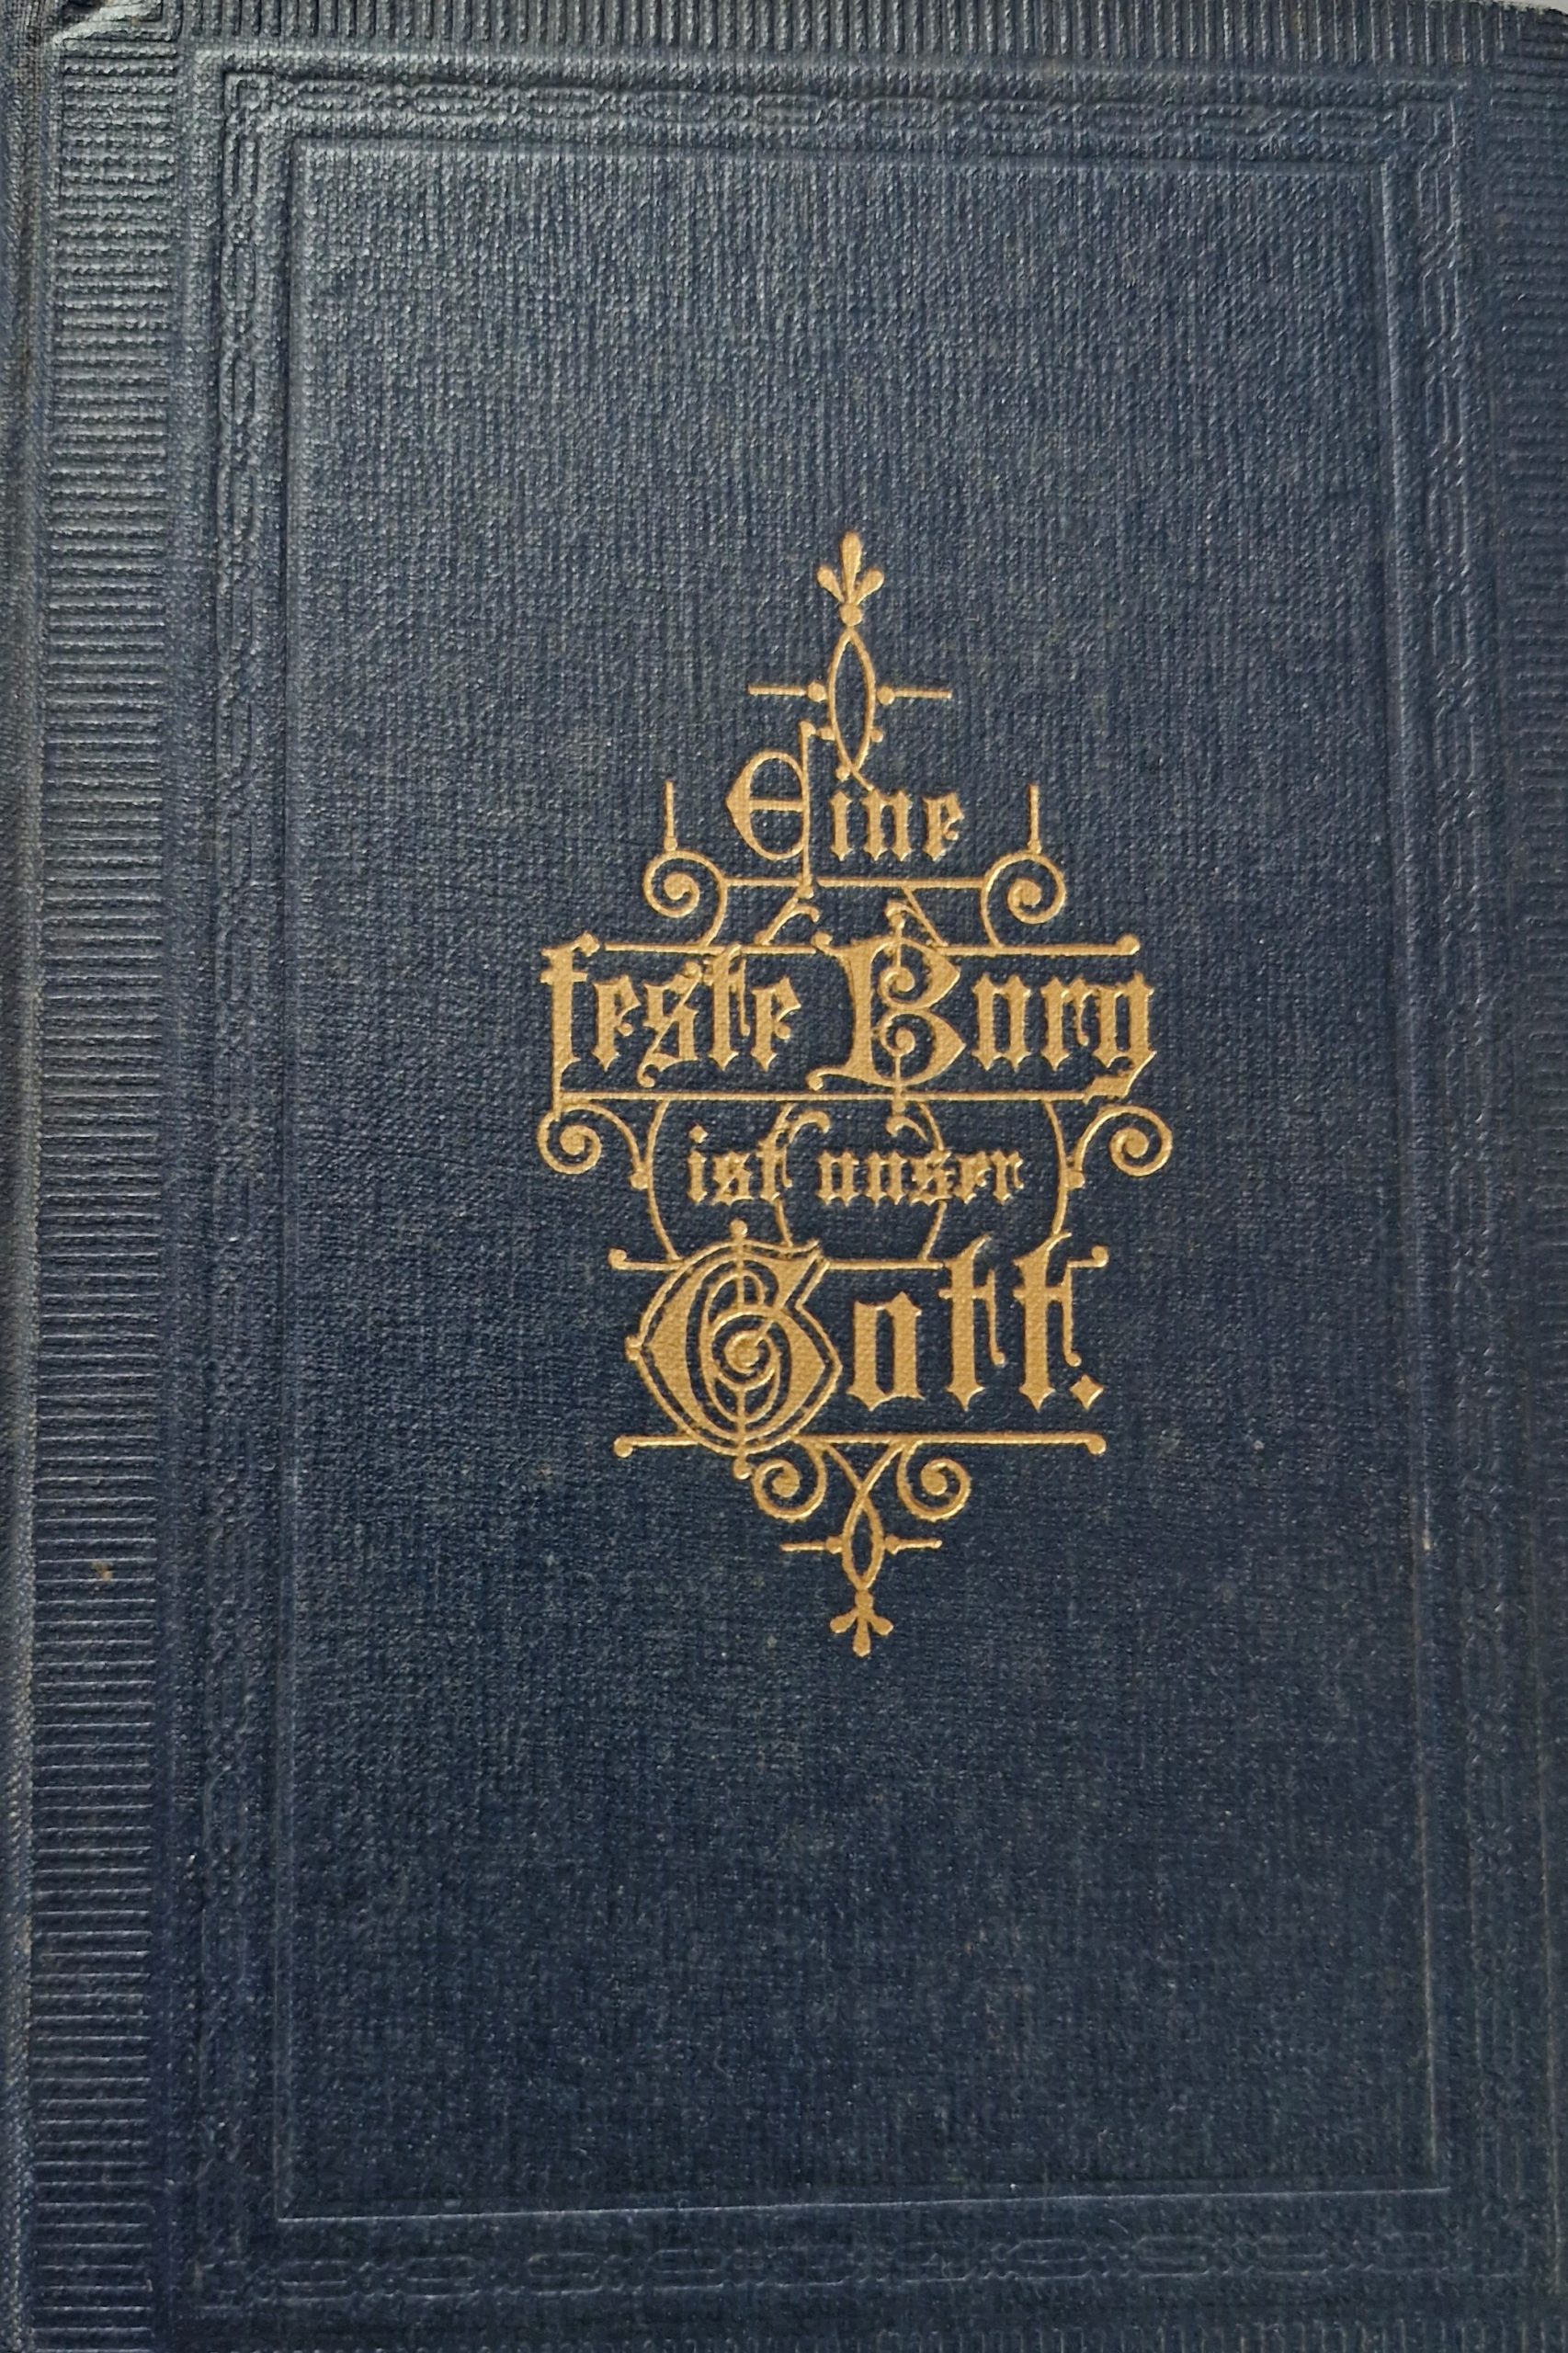 Eine
feste Burg
ist unser
Gott.